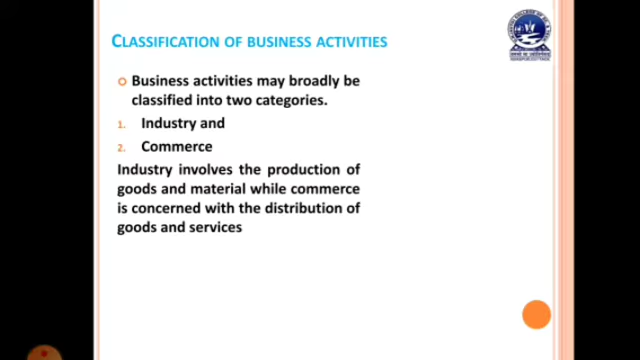 CLASSIFICATION OF BUSINESS ACTIVITIES
Business activities may broadly be
classified into two categories.
1. Industry and
2. Commerce
Industry involves the production of
goods and material while commerce
is concerned with the distribution of
goods and services